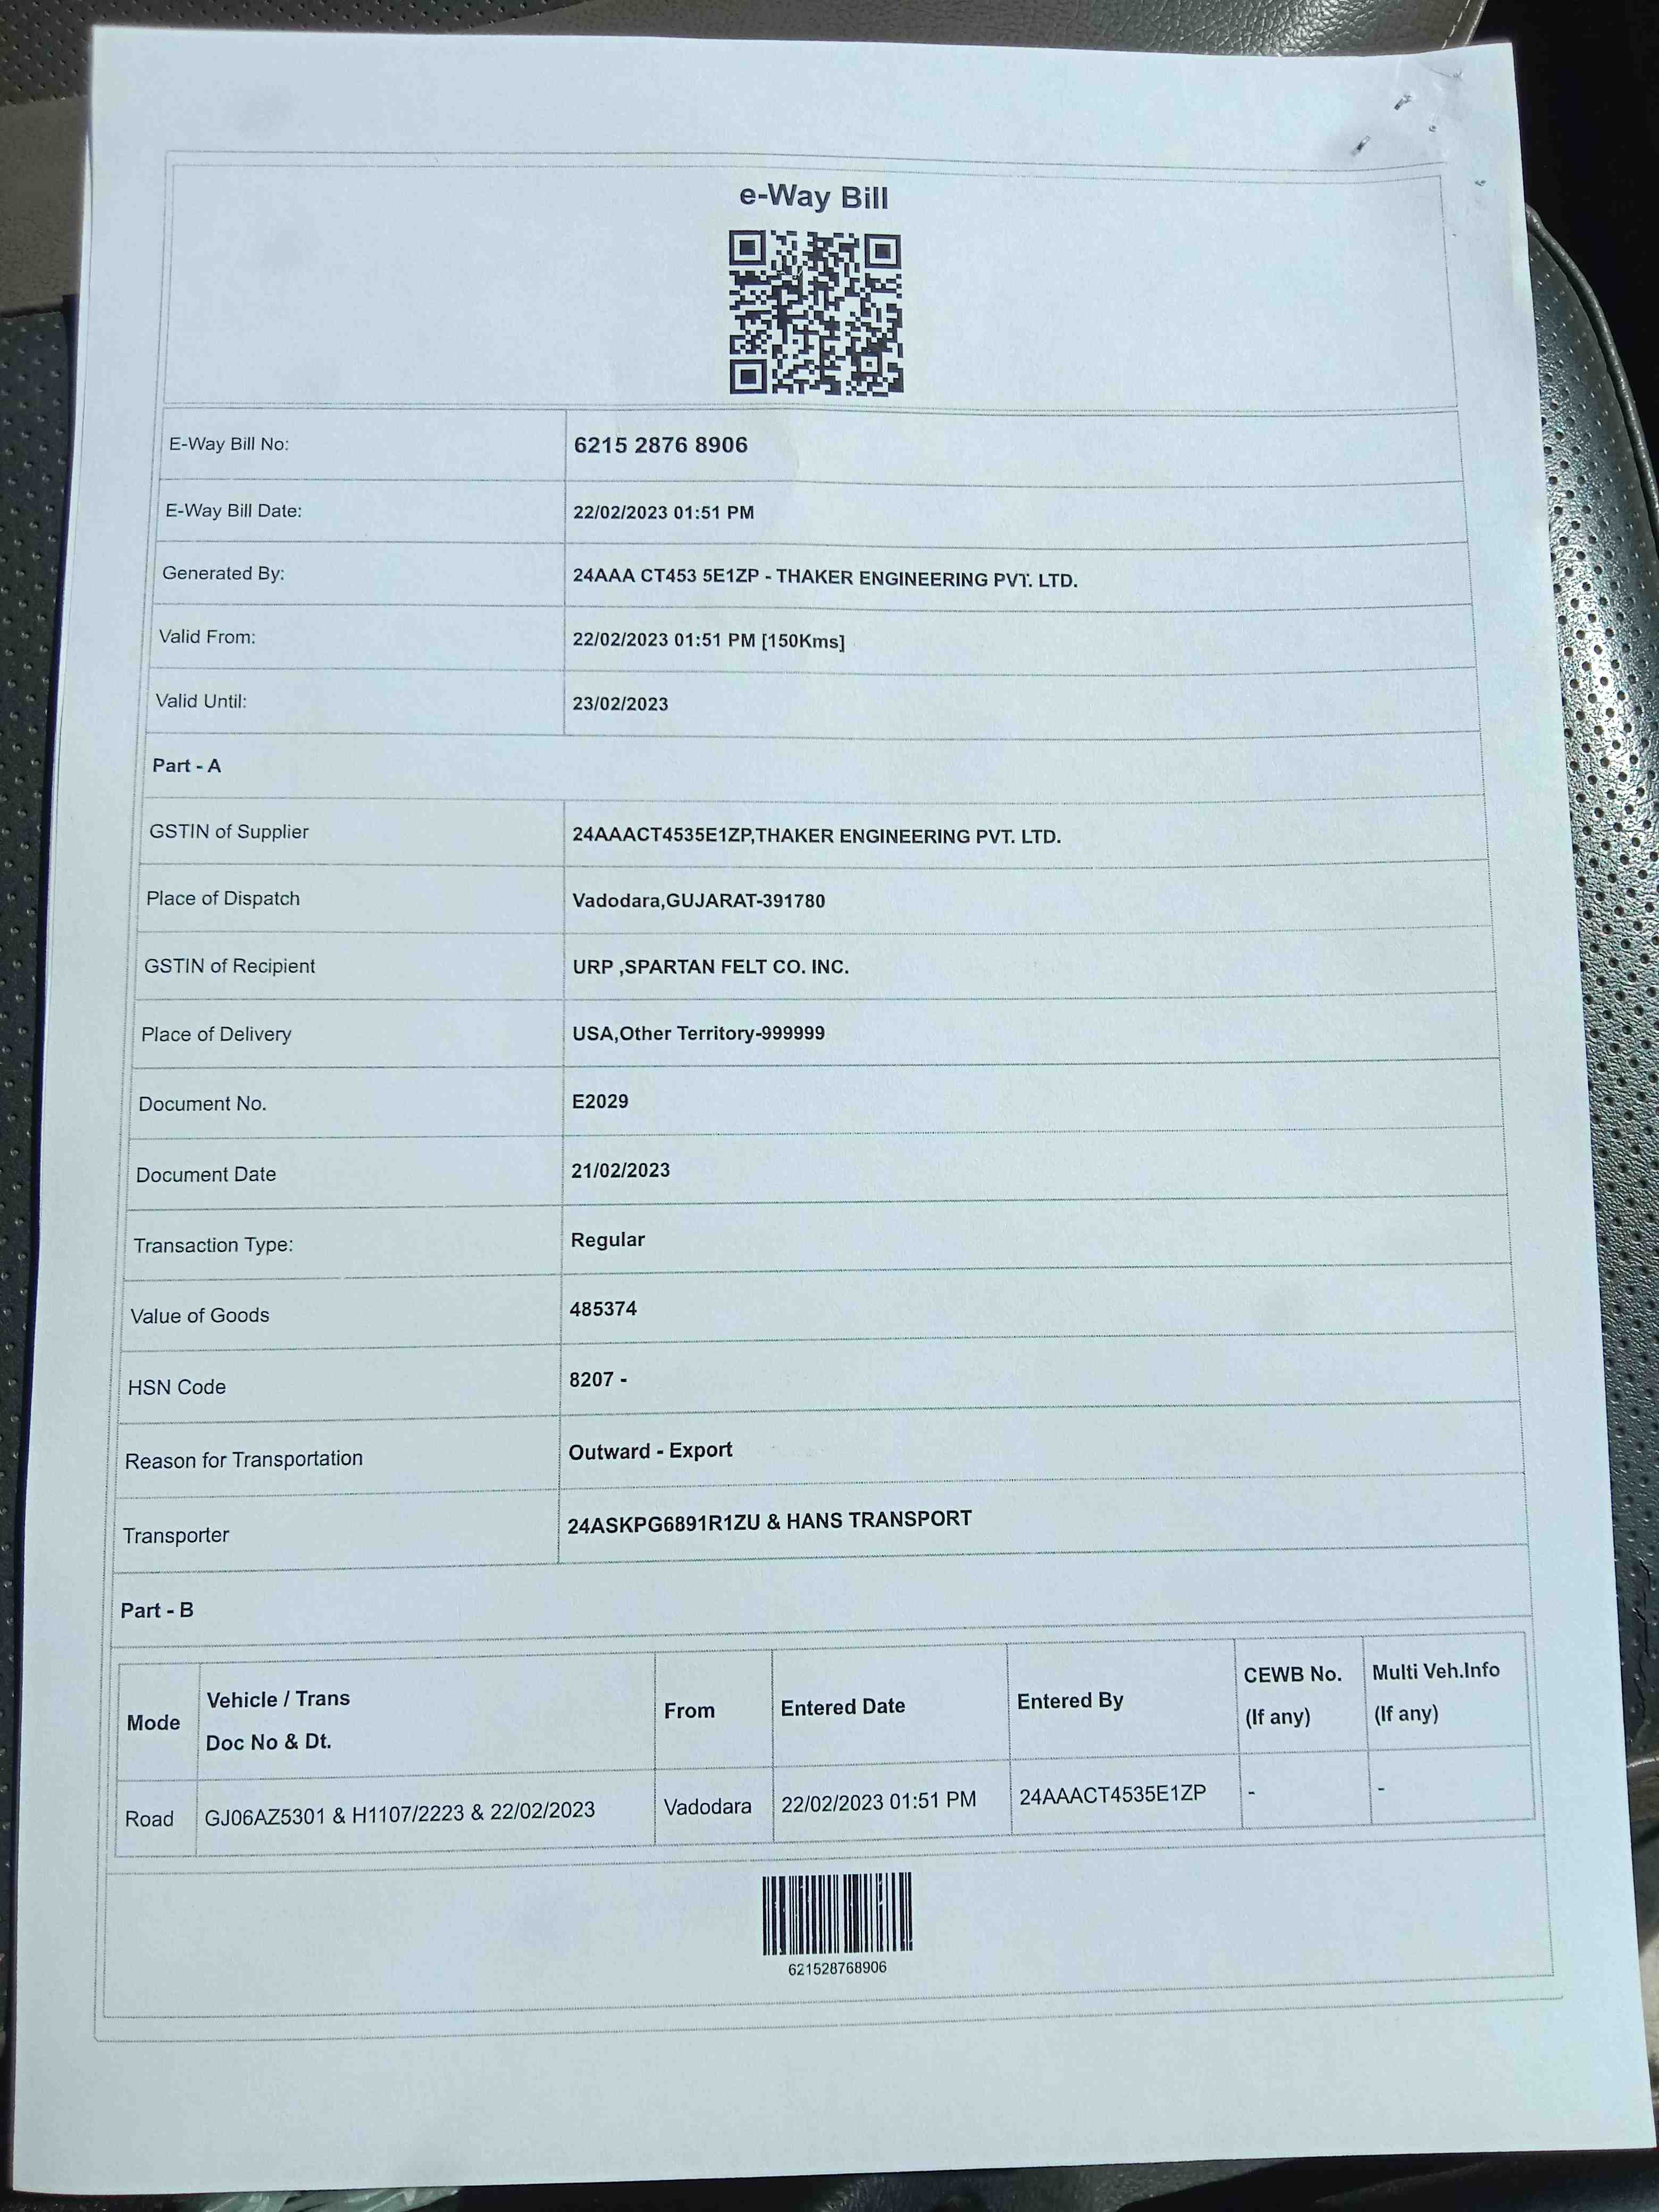 e-Way Bill
E-Way Bill No: 6215 2876 8906
E-Way Bill Date: 22/02/2023 01:51 PM
Generated By: 24AAA CT453 5E1ZP - THAKER ENGINEERING PVT. LTD.
Valid From: 22/02/2023 01:51 PM [150Kms]
Valid Until: 23/02/2023
Part - A
GSTIN of Supplier 24AAACT4535E1ZP,THAKER ENGINEERING PVT. LTD.
Place of Dispatch Vadodara,GUJARAT-391780
GSTIN of Recipient URP ,SPARTAN FELT CO. INC.
Place of Delivery USA,Other Territory-999999
Document No. E2029
Document Date 21/02/2023
Transaction Type: Regular
Value of Goods 485374
HSN Code 8207 -
Reason for Transportation Outward - Export
Transporter 24ASKPG6891R1ZU & HANS TRANSPORT
Part - B
Mode Vehicle / Trans Doc No & Dt. From Entered Date Entered By CEWB No. (If any) Multi Veh.Info (If any)
Road GJ06AZ5301 & H1107/2223 & 22/02/2023 Vadodara 22/02/2023 01:51 PM 24AAACT4535E1ZP - -
621528768906